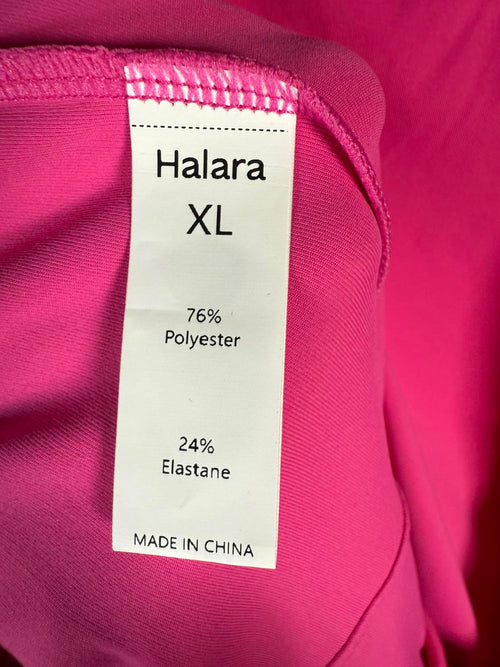 Halara
XL
76%
Polyester
24%
Elastane
MADE IN CHINA